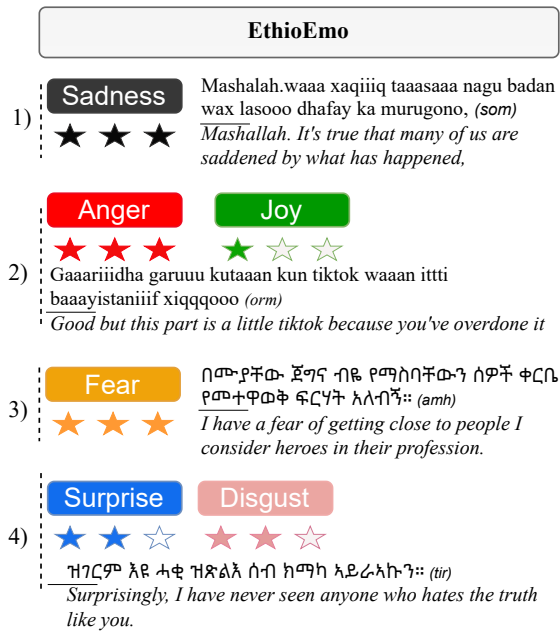 EthioEmo
1)
Sadness
Mashalah.waaa xaqiiiq taaasaaa nagu badan
wax lasooo dhafay ka murugono, (som)
Mashallah. It's true that many of us are
saddened by what has happened,
2)
Anger
Joy
Gaaariiidha garuuu kutaaan kun tiktok waaan ittti
baaayistaniiif xiqqqooo (orm)
Good but this part is a little tiktok because you've overdone it
3)
Fear
በሙያቸው ጀግና ብዬ የማስባቸውን ሰዎች ቀርቤ
የመተዋወቅ ፍርሃት አለብኝ። (amh)
I have a fear of getting close to people I
consider heroes in their profession.
4)
Surprise
Disgust
ዝገርም እዩ ሓቂ ዝጽልእ ሰብ ክማካ ኣይራኣኩን። (tir)
Surprisingly, I have never seen anyone who hates the truth
like you.